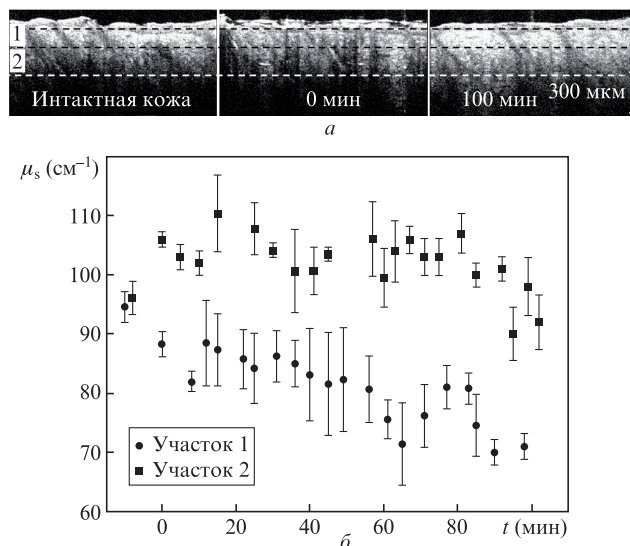 1
2
Интактная кожа
0 мин
100 мин
300 мкм
а
μs (см–1)
110
100
90
80
70
60
Участок 1
Участок 2
0
20
40
60
80
t (мин)
б